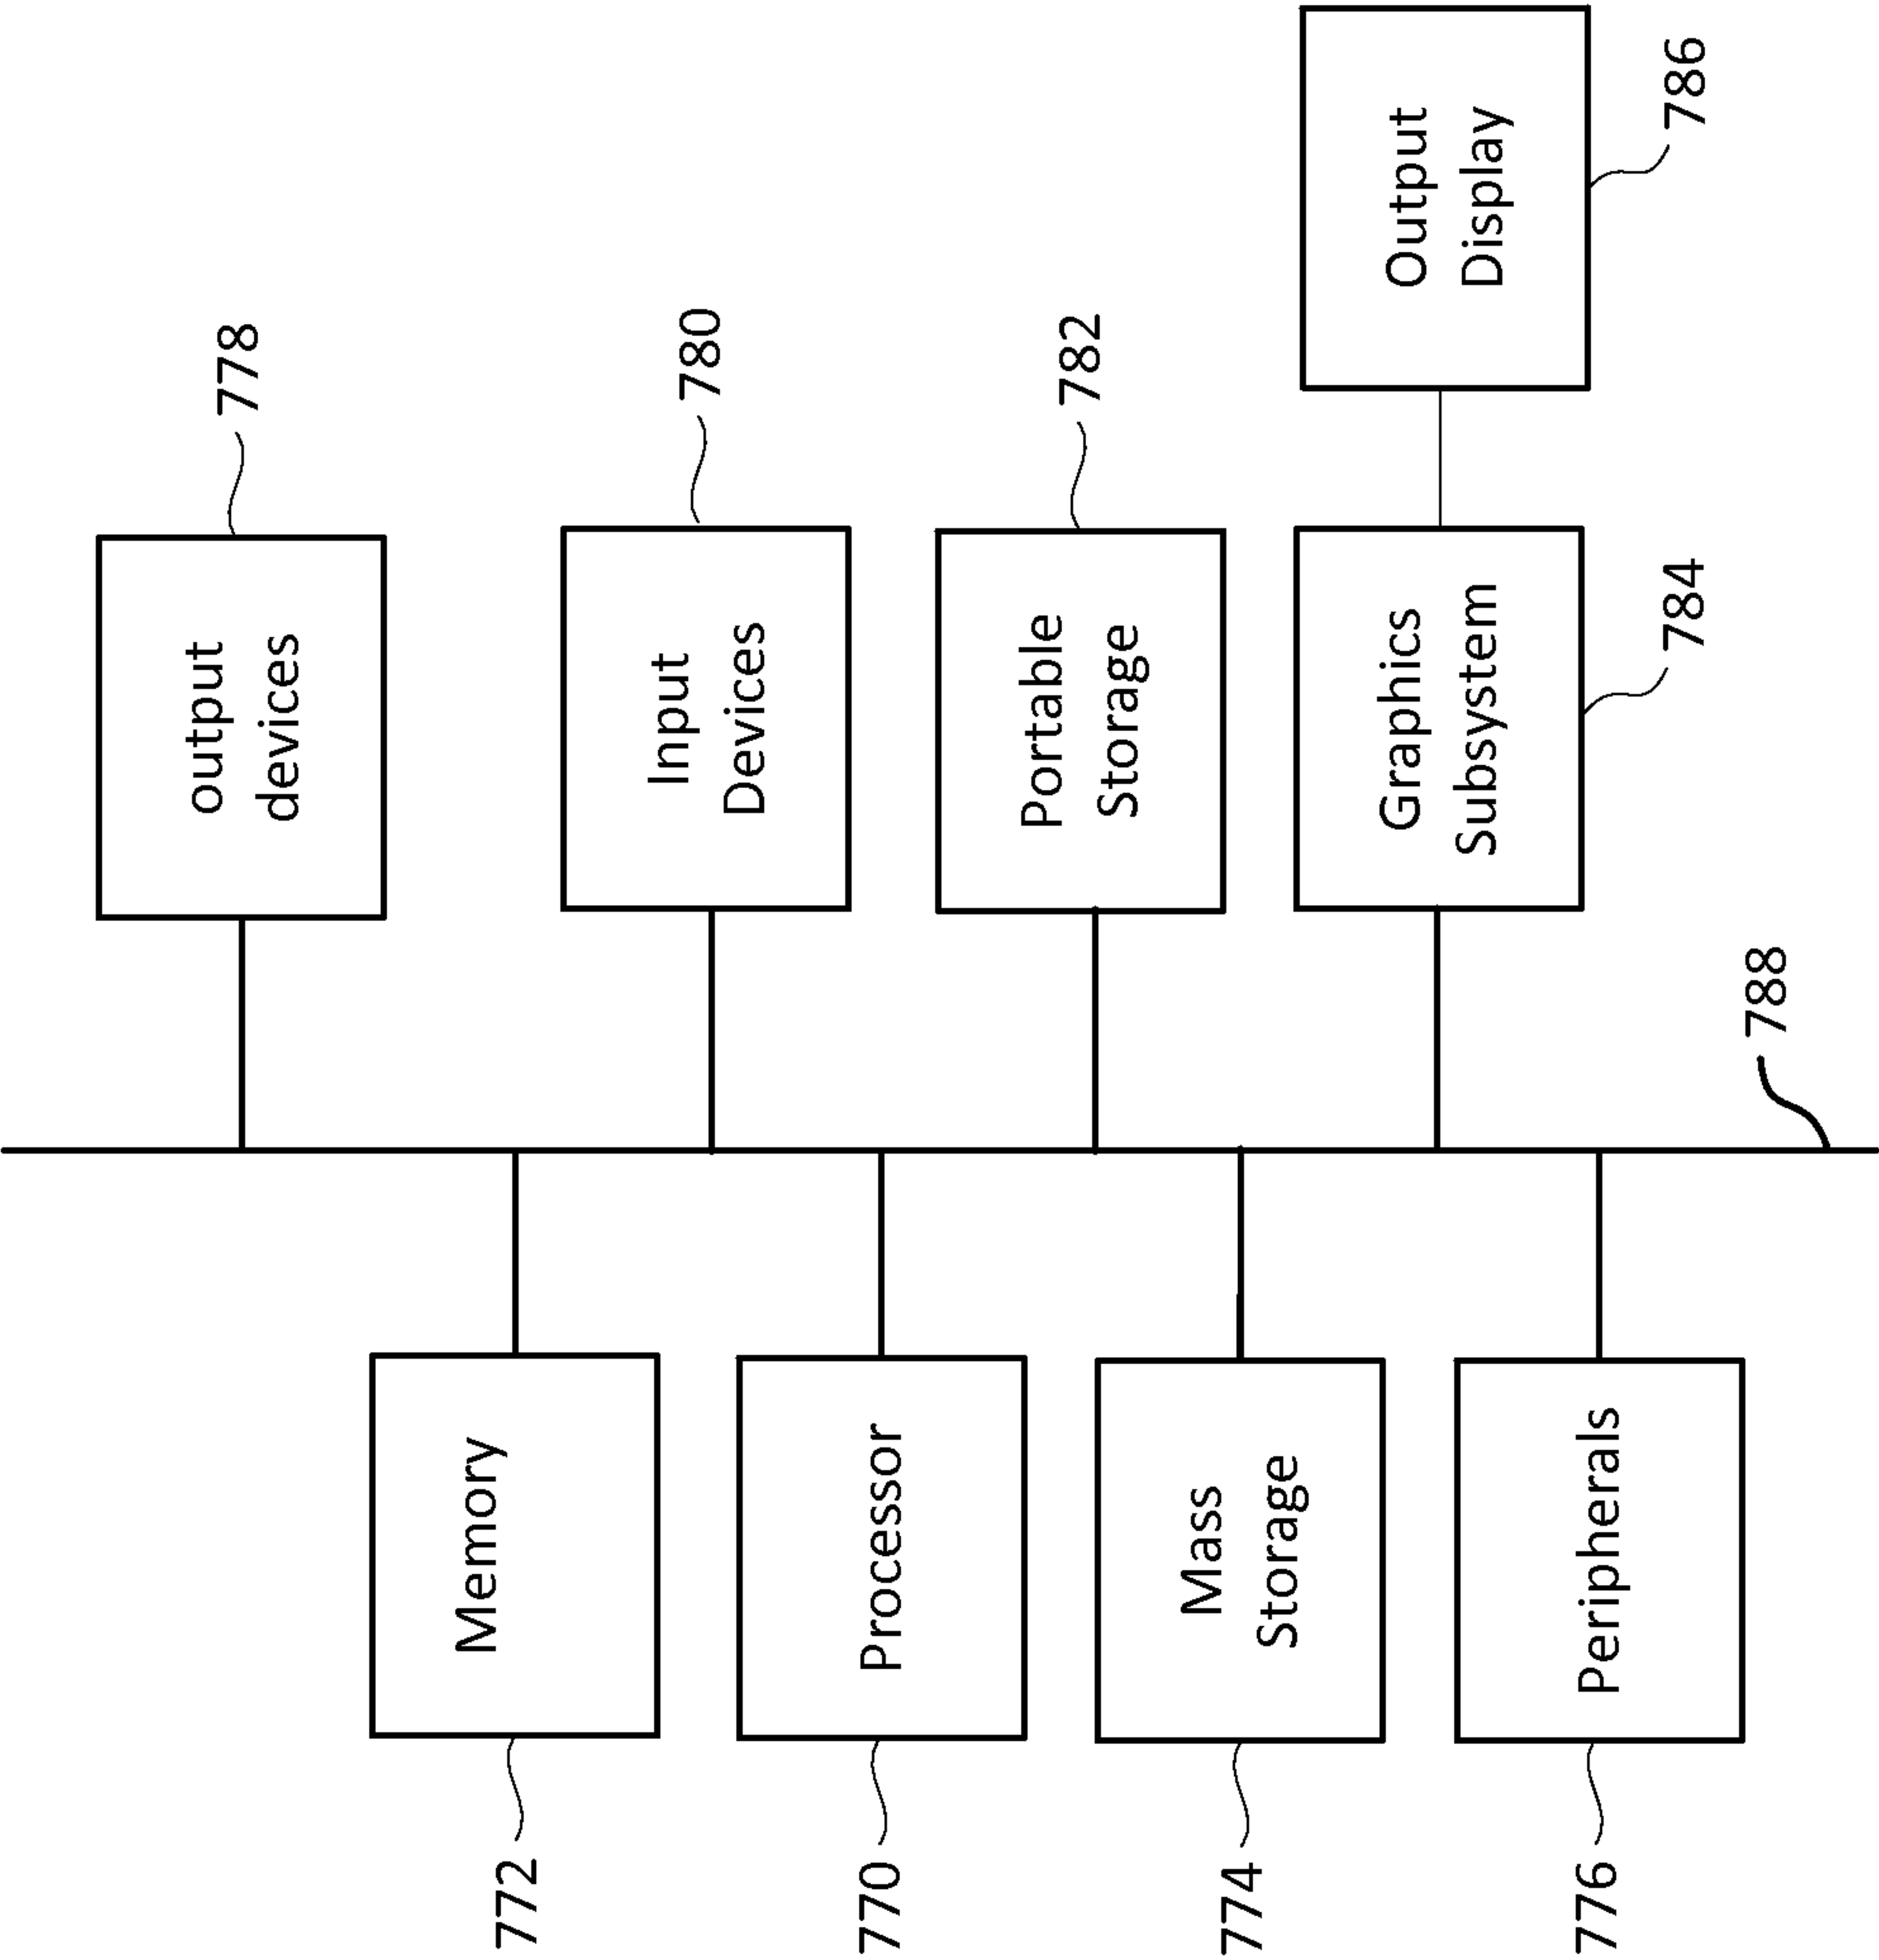 778
output
devices
772
Memory
780
Input
Devices
770
Processor
782
Portable
Storage
774
Mass
Storage
784
Graphics
Subsystem
786
Output
Display
776
Peripherals
788